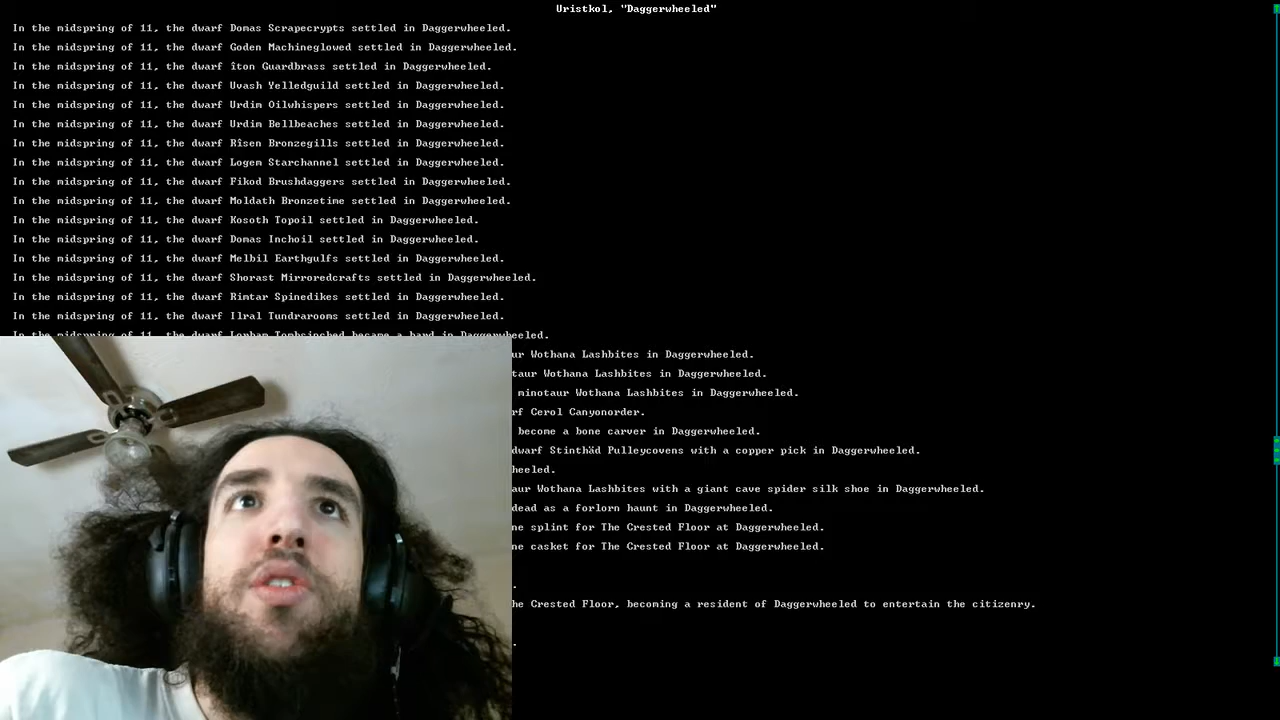 Uristkol, "Daggerwheeled"
In the midspring of 11, the dwarf Domas Scrapecrypts settled in Daggerwheeled.
In the midspring of 11, the dwarf Goden Machineglowed settled in Daggerwheeled.
In the midspring of 11, the dwarf îton Guardbrass settled in Daggerwheeled.
In the midspring of 11, the dwarf Uvash Yelledguild settled in Daggerwheeled.
In the midspring of 11, the dwarf Urdim Oilwhispers settled in Daggerwheeled.
In the midspring of 11, the dwarf Urdim Bellbeaches settled in Daggerwheeled.
In the midspring of 11, the dwarf Rîsen Bronzegills settled in Daggerwheeled.
In the midspring of 11, the dwarf Logem Starchannel settled in Daggerwheeled.
In the midspring of 11, the dwarf Fikod Brushdaggers settled in Daggerwheeled.
In the midspring of 11, the dwarf Moldath Bronzetime settled in Daggerwheeled.
In the midspring of 11, the dwarf Kosoth Topoil settled in Daggerwheeled.
In the midspring of 11, the dwarf Domas Inchoil settled in Daggerwheeled.
In the midspring of 11, the dwarf Melbil Earthgulfs settled in Daggerwheeled.
In the midspring of 11, the dwarf Shorast Mirroredcrafts settled in Daggerwheeled.
In the midspring of 11, the dwarf Rimtar Spinedikes settled in Daggerwheeled.
In the midspring of 11, the dwarf Ilral Tundrarooms settled in Daggerwheeled.
In the midspring of 11, the dwarf became a bard in Daggerwheeled.
ur Wothana Lashbites in Daggerwheeled.
taur Wothana Lashbites in Daggerwheeled.
minotaur Wothana Lashbites in Daggerwheeled.
rf Cerol Canyonorder.
become a bone carver in Daggerwheeled.
dwarf Stinthäd Pulleycovens with a copper pick in Daggerwheeled.
heeled.
aur Wothana Lashbites with a giant cave spider silk shoe in Daggerwheeled.
dead as a forlorn haunt in Daggerwheeled.
ne splint for The Crested Floor at Daggerwheeled.
ne casket for The Crested Floor at Daggerwheeled.
.
he Crested Floor, becoming a resident of Daggerwheeled to entertain the citizenry.
.